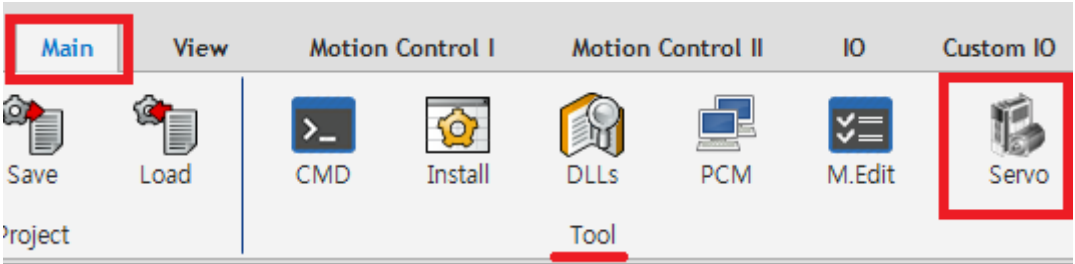 Main View Motion Control I Motion Control II IO Custom IO
Save Load CMD Install DLLs PCM M.Edit Servo
Project Tool